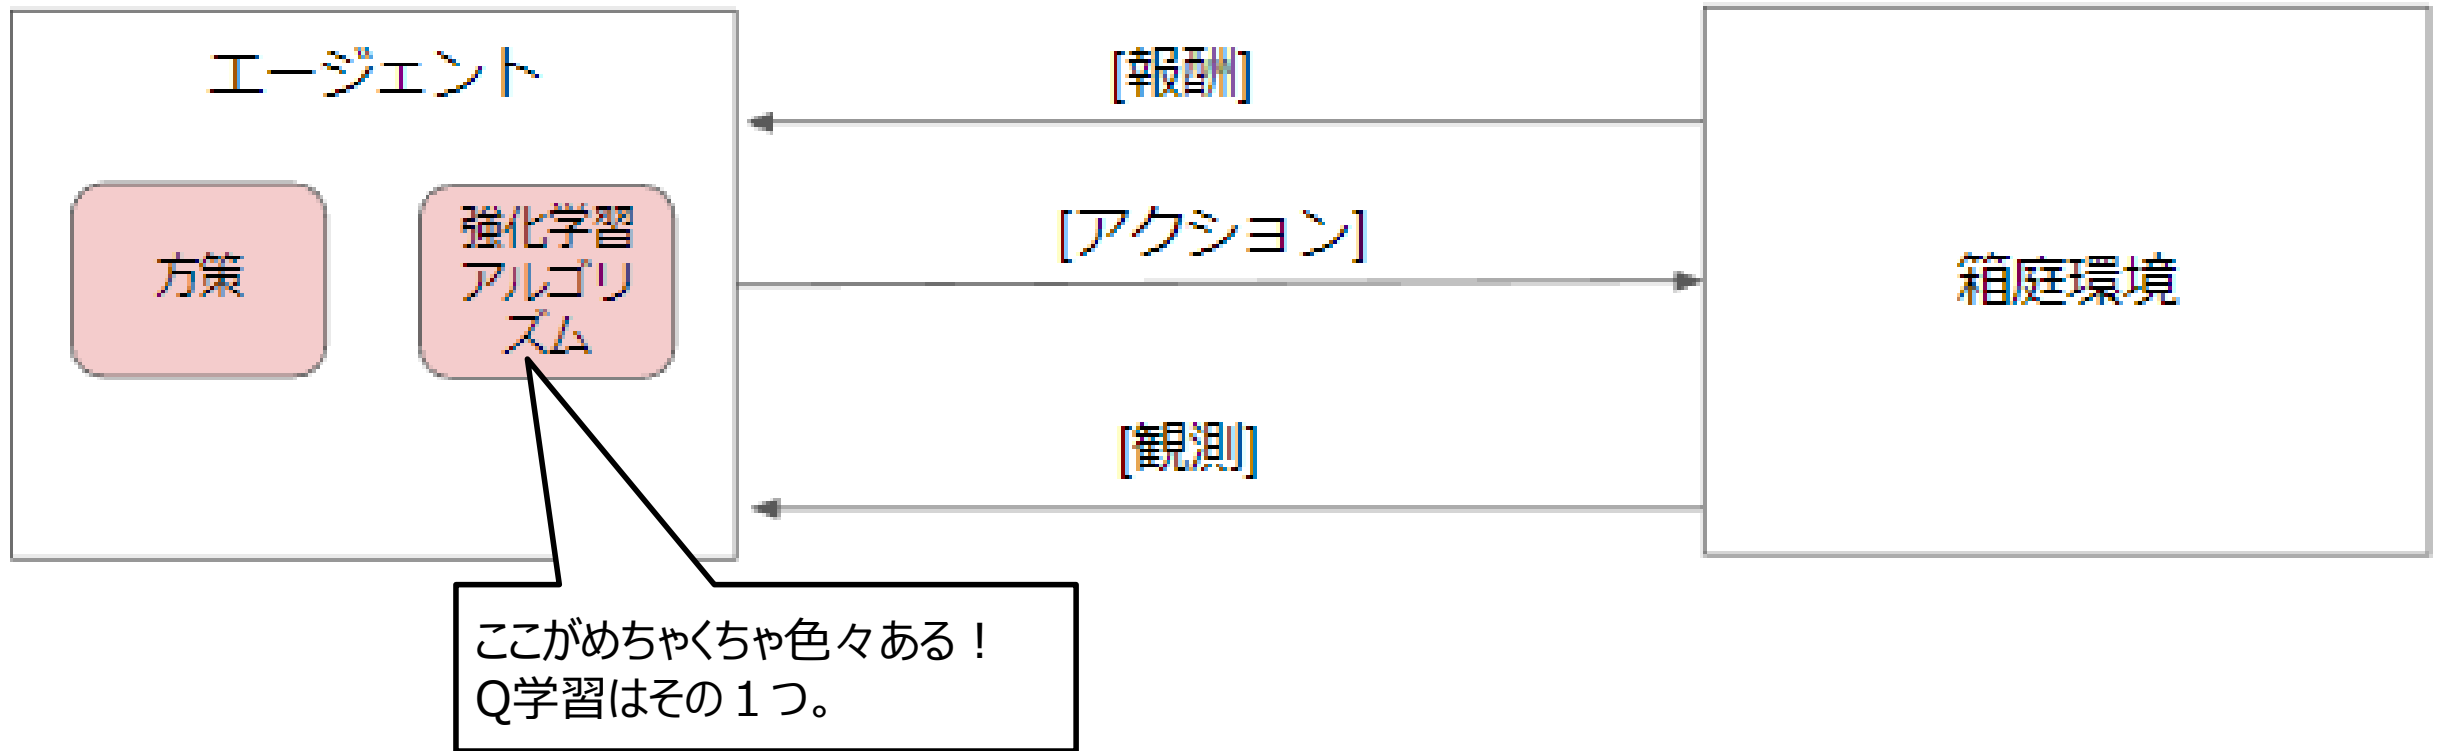 エージェント
方策
強化学習
アルゴリ
ズム
[報酬]
[アクション]
[観測]
箱庭環境
ここがめちゃくちゃ色々ある！
Q学習はその１つ。